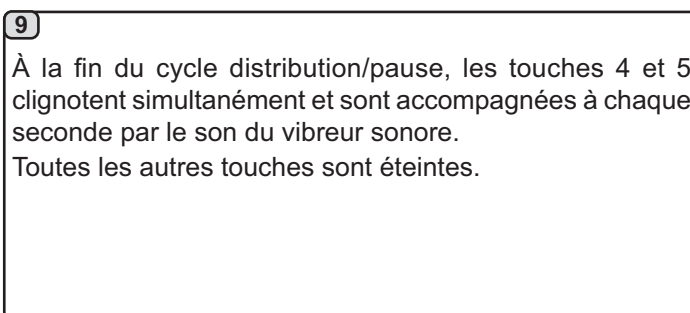 9
À la fin du cycle distribution/pause, les touches 4 et 5
clignotent simultanément et sont accompagnées à chaque
seconde par le son du vibreur sonore.
Toutes les autres touches sont éteintes.